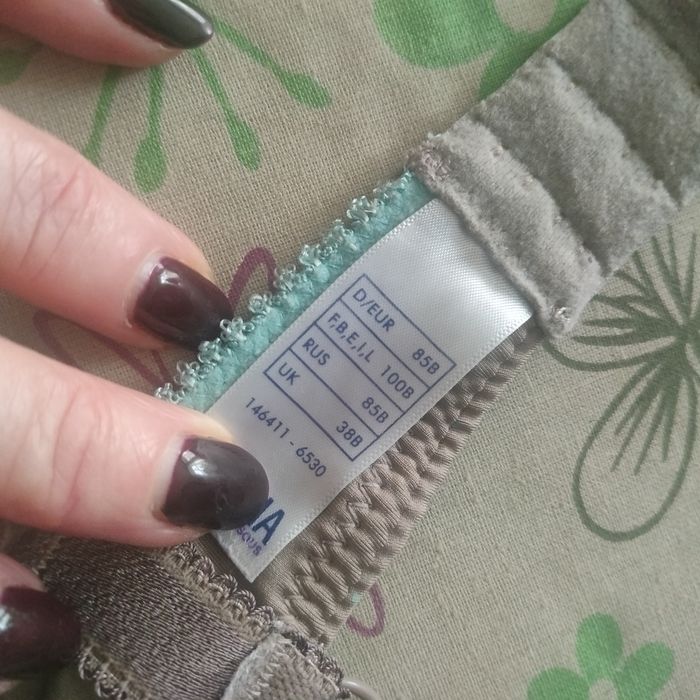 D/EUR 85B
F,B,E,I,L 100B
RUS 85B
UK 38B
146411 - 6530